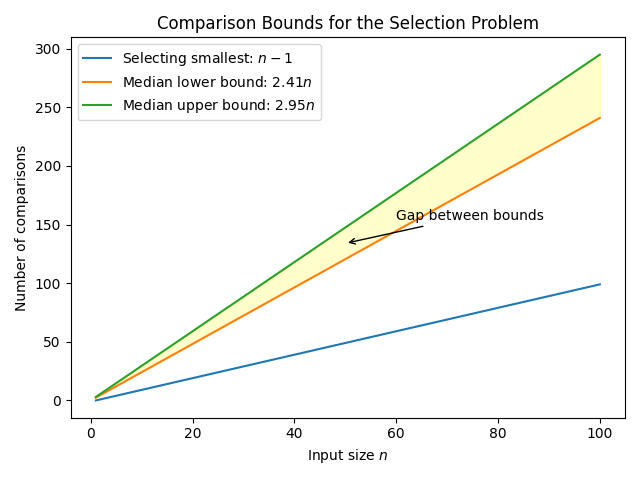 Comparison Bounds for the Selection Problem
Selecting smallest: n − 1
Median lower bound: 2.41n
Median upper bound: 2.95n
Gap between bounds
Number of comparisons
300
250
200
150
100
50
0
0 20 40 60 80 100
Input size n